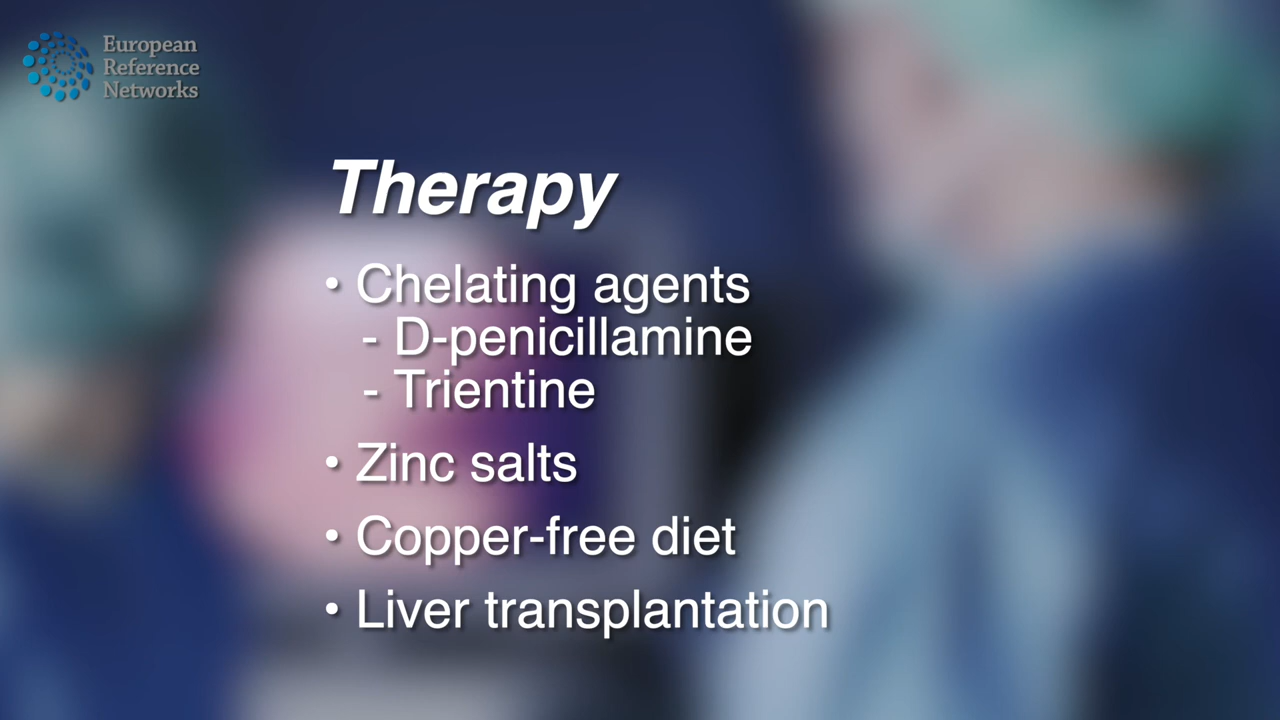 European
Reference
Networks
Therapy
• Chelating agents
- D-penicillamine
- Trientine
• Zinc salts
• Copper-free diet
• Liver transplantation